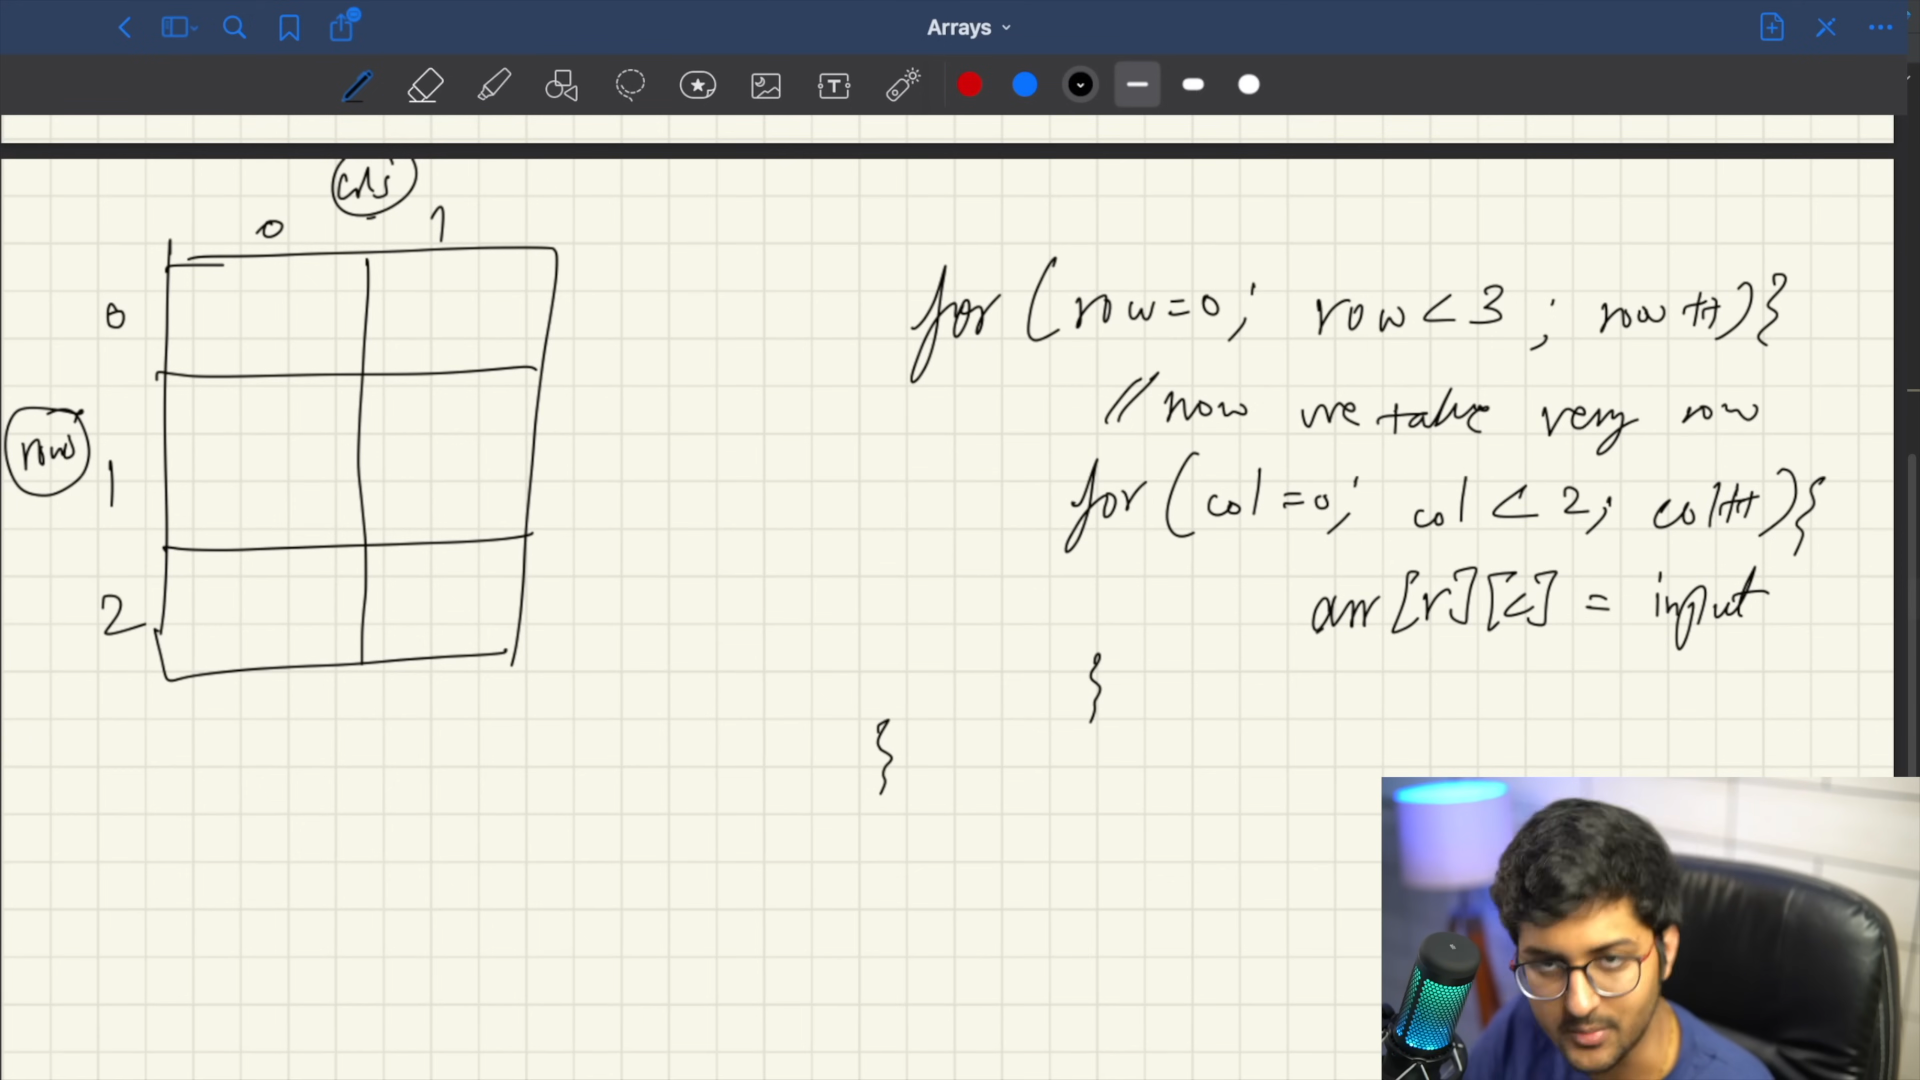 Arrays
cols
0 1
0
row
1
2
for (row=0; row<3; row++){
// now we take very row
for (col=0; col<2; col++){
arr[r][c] = input
}
}